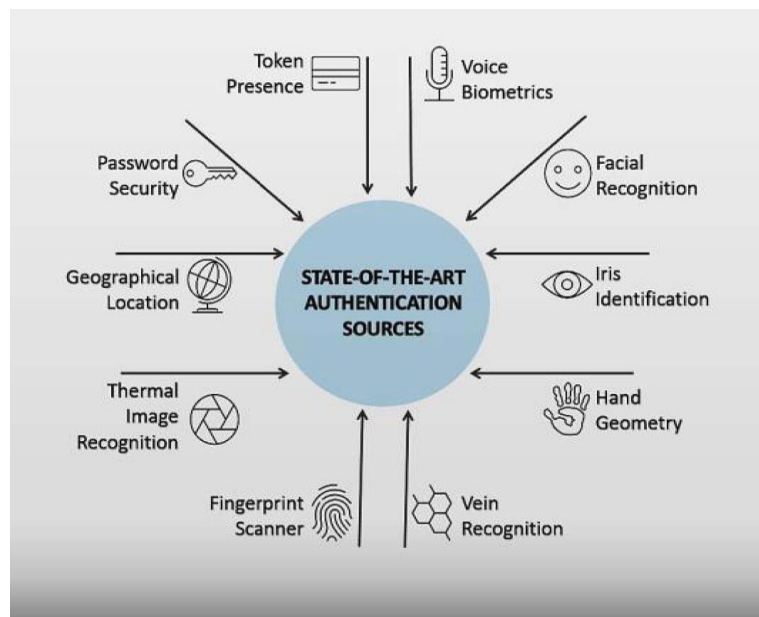 Token
Presence
Voice
Biometrics
Password
Security
Facial
Recognition
Geographical
Location
STATE-OF-THE-ART
AUTHENTICATION
SOURCES
Iris
Identification
Thermal
Image
Recognition
Hand
Geometry
Fingerprint
Scanner
Vein
Recognition